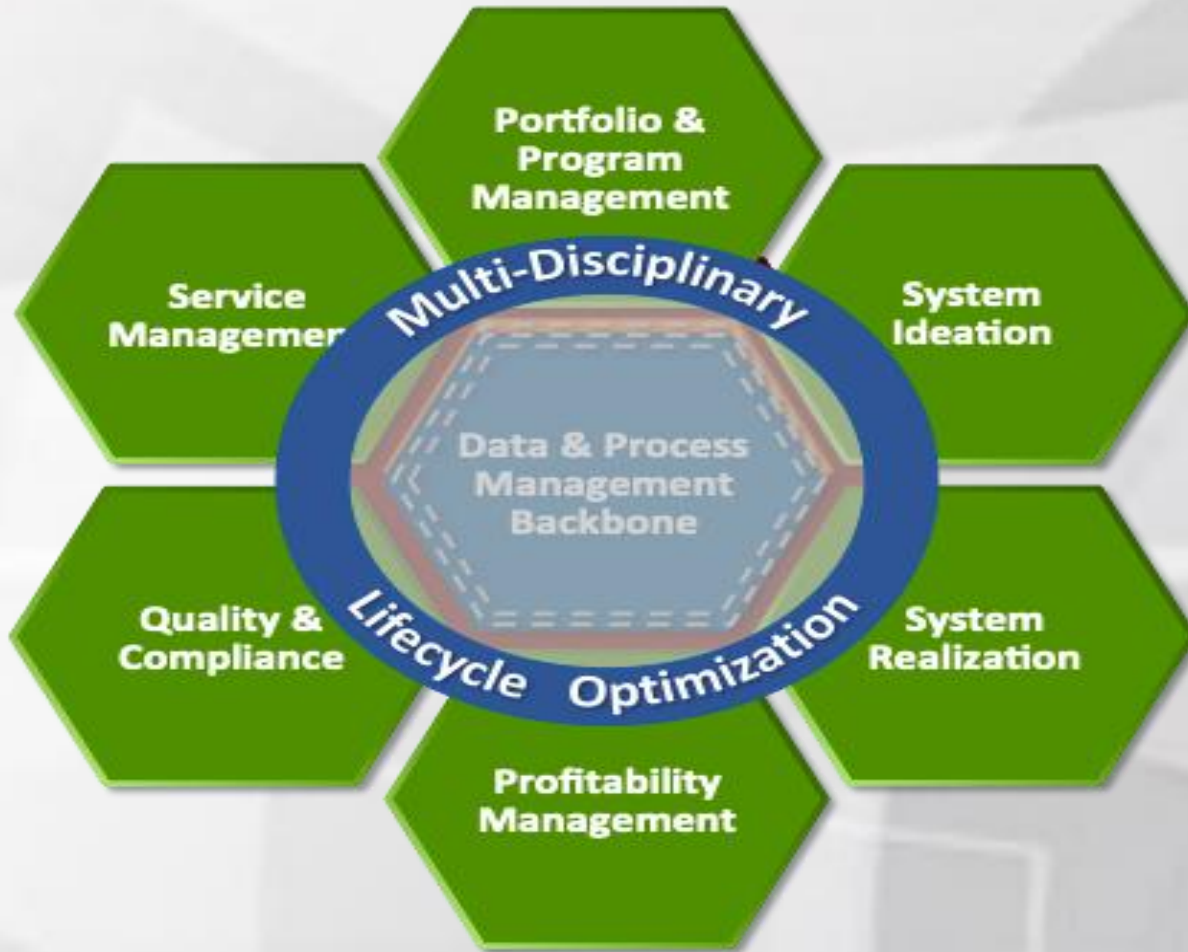 Portfolio &
Program
Management
System
Ideation
System
Realization
Profitability
Management
Quality &
Compliance
Service
Managemen
Multi-Disciplinary
Lifecycle Optimization
Data & Process
Management
Backbone